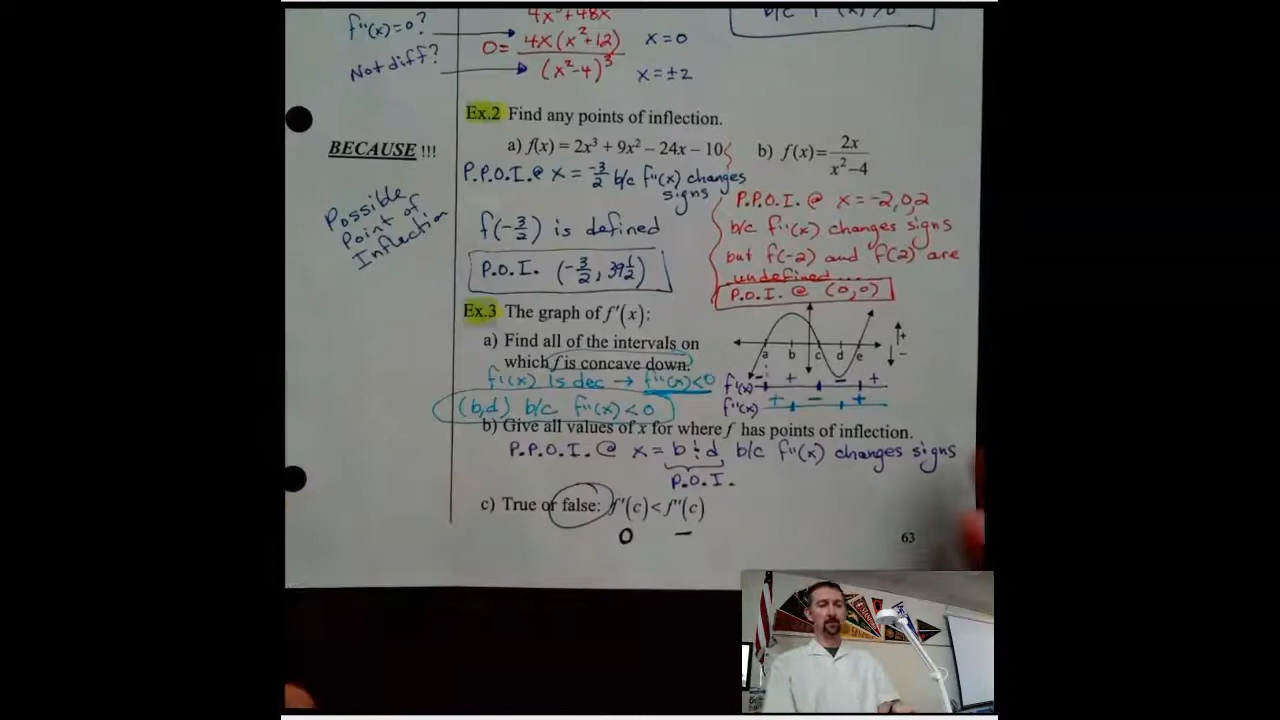 f''(x)=0?
4x³+48x
b/c f''(x)>0
0= 4x(x²+12) x=0
Not diff?
(x²-4)³ x=±2
Ex.2 Find any points of inflection.
BECAUSE !!!
a) f(x) = 2x³ + 9x² − 24x − 10
b) f(x)= 2x
x² − 4
P.P.O.I. @ x = -3/2 b/c f''(x) changes
signs
Possible
Point of
Inflection
f(-3/2) is defined
P.O.I. (-3/2, 39 1/2)
P.P.O.I. @ x = -2,0,2
b/c f''(x) changes signs
but f(-2) and f(2) are
undefined...
P.O.I. @ (0,0)
Ex.3 The graph of f'(x):
a) Find all of the intervals on
which f is concave down.
f'(x) is dec → f''(x)<0
(b,d) b/c f''(x)<0
a b c d e
+
−
f'(x) − + − +
f''(x) + − +
b) Give all values of x for where f has points of inflection.
P.P.O.I. @ x = b & d, b/c f''(x) changes signs
P.O.I.
c) True or false: f'(c) < f''(c)
0 −
63